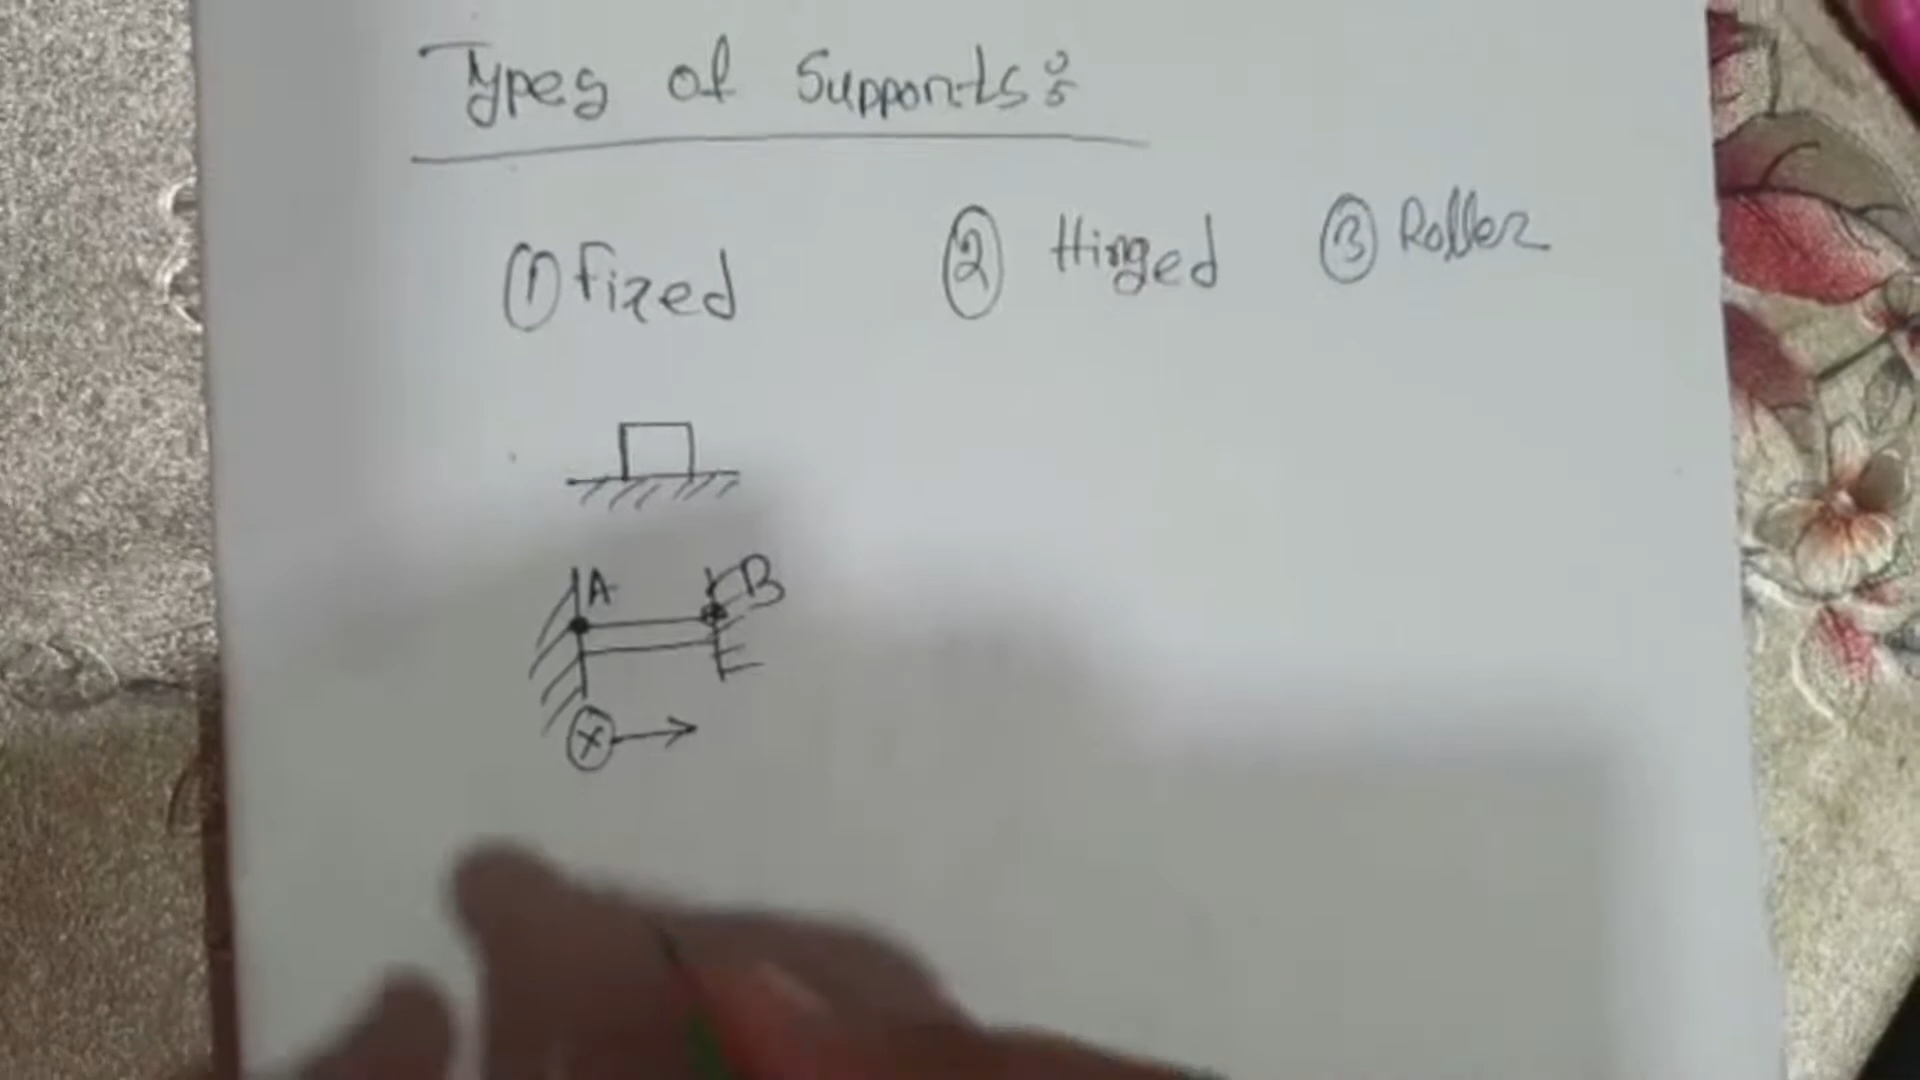 Types of Supports:
① fixed ② Hinged ③ Roller
A B
X